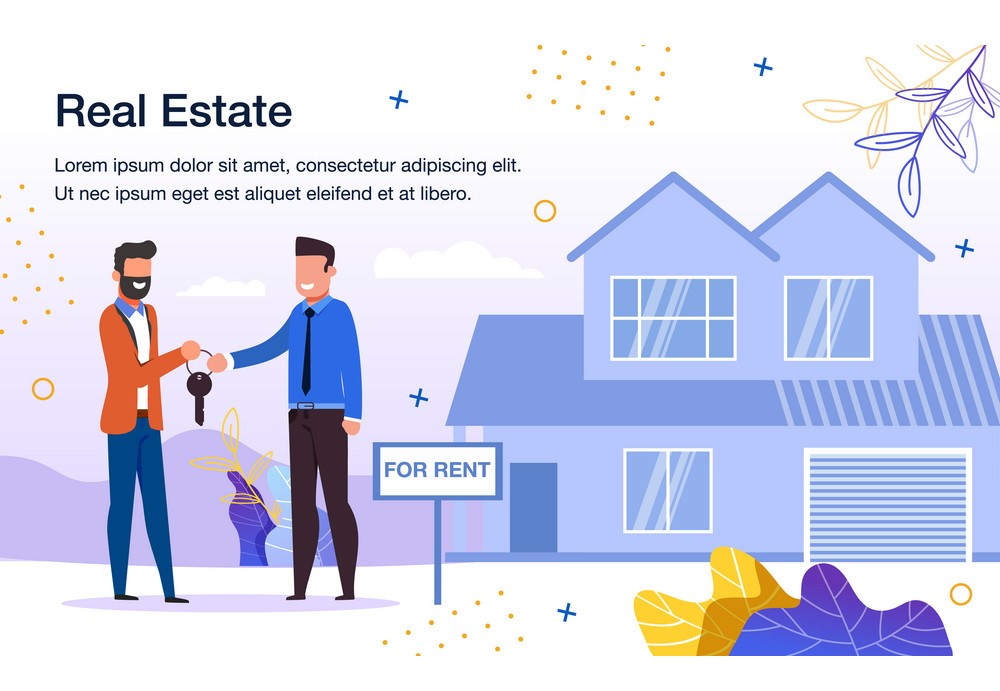 Real Estate
Lorem ipsum dolor sit amet, consectetur adipiscing elit.
Ut nec ipsum eget est aliquet eleifend et at libero.
FOR RENT